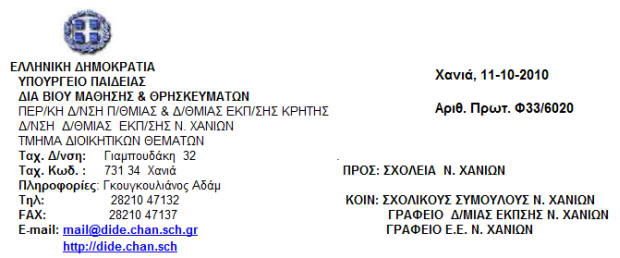 ΕΛΛΗΝΙΚΗ ΔΗΜΟΚΡΑΤΙΑ
ΥΠΟΥΡΓΕΙΟ ΠΑΙΔΕΙΑΣ
ΔΙΑ ΒΙΟΥ ΜΑΘΗΣΗΣ & ΘΡΗΣΚΕΥΜΑΤΩΝ
ΠΕΡ/ΚΗ Δ/ΝΣΗ Π/ΘΜΙΑΣ & Δ/ΘΜΙΑΣ ΕΚΠ/ΣΗΣ ΚΡΗΤΗΣ
Δ/ΝΣΗ Δ/ΘΜΙΑΣ ΕΚΠ/ΣΗΣ Ν. ΧΑΝΙΩΝ
ΤΜΗΜΑ ΔΙΟΙΚΗΤΙΚΩΝ ΘΕΜΑΤΩΝ
Ταχ. Δ/νση: Γιαμπουδάκη 32
Ταχ. Κωδ. : 731 34 Χανιά
Πληροφορίες: Γκουγκουλιάνος Αδάμ
Τηλ: 28210 47132
FAX: 28210 47137
E-mail: mail@dide.chan.sch.gr
http://dide.chan.sch
Χανιά, 11-10-2010
Αριθ. Πρωτ. Φ33/6020
ΠΡΟΣ: ΣΧΟΛΕΙΑ Ν. ΧΑΝΙΩΝ
ΚΟΙΝ: ΣΧΟΛΙΚΟΥΣ ΣΥΜΟΥΛΟΥΣ Ν. ΧΑΝΙΩΝ
ΓΡΑΦΕΙΟ Δ/ΜΙΑΣ ΕΚΠΣΗΣ Ν. ΧΑΝΙΩΝ
ΓΡΑΦΕΙΟ Ε.Ε. Ν. ΧΑΝΙΩΝ